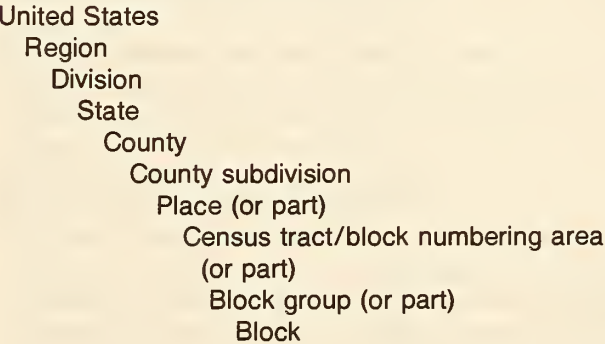 United States
Region
Division
State
County
County subdivision
Place (or part)
Census tract/block numbering area
(or part)
Block group (or part)
Block